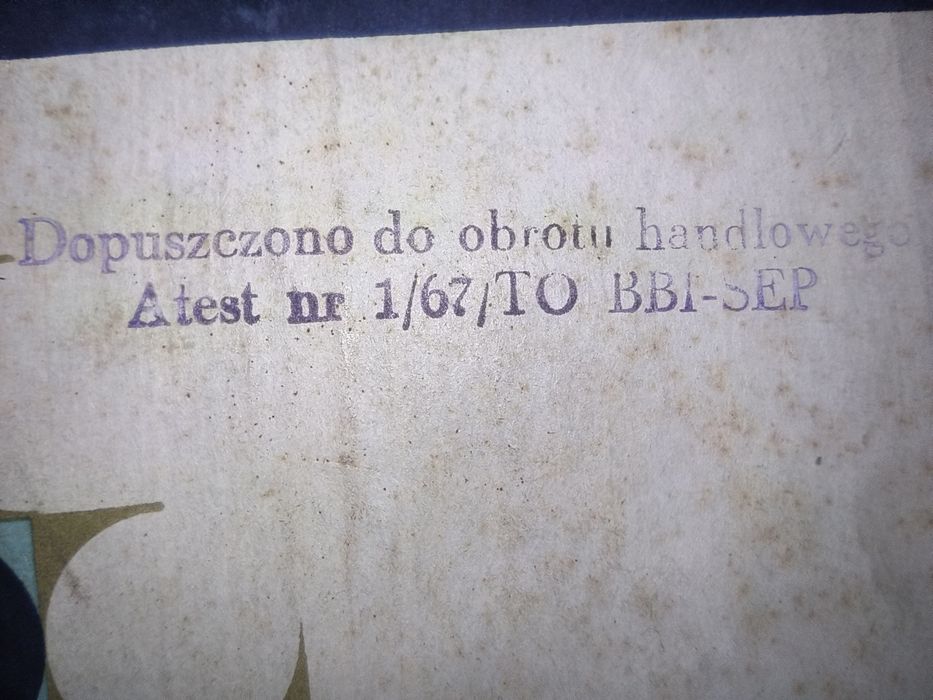 Dopuszczono do obrotu handlowego
Atest nr 1/67/TO BBI-SEP